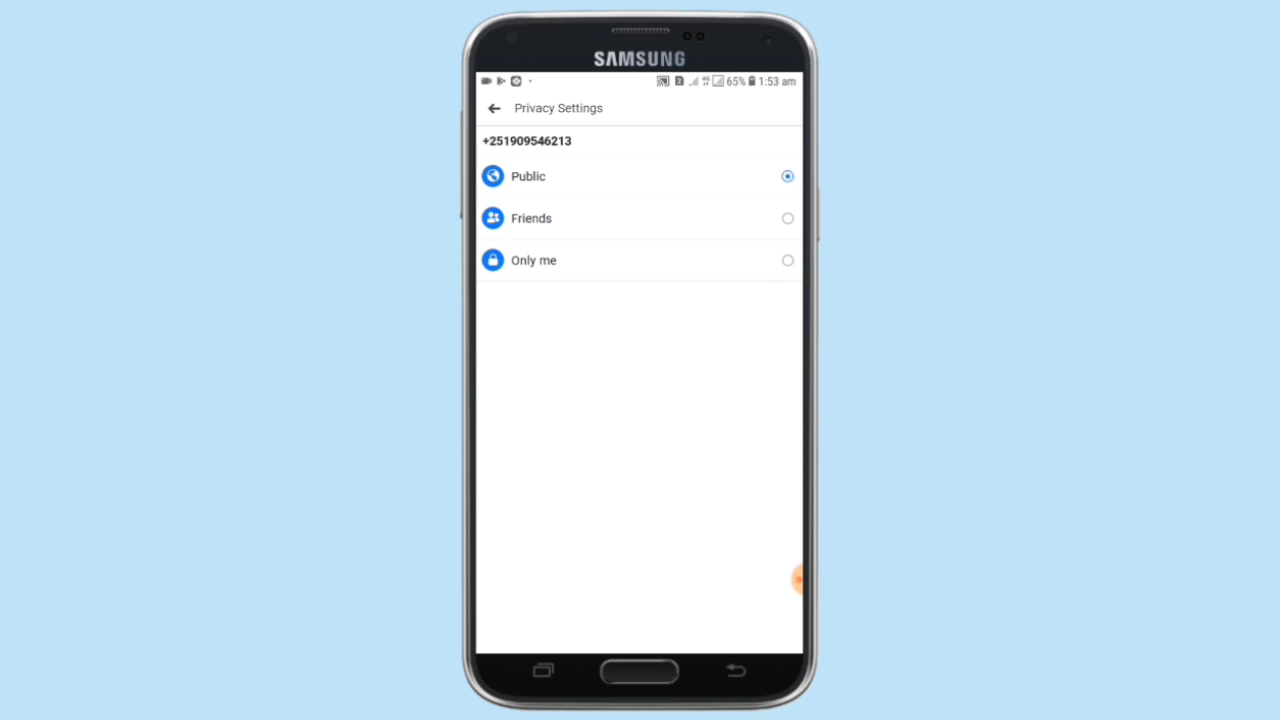 SAMSUNG
65% 1:53 am
Privacy Settings
+251909546213
Public
Friends
Only me